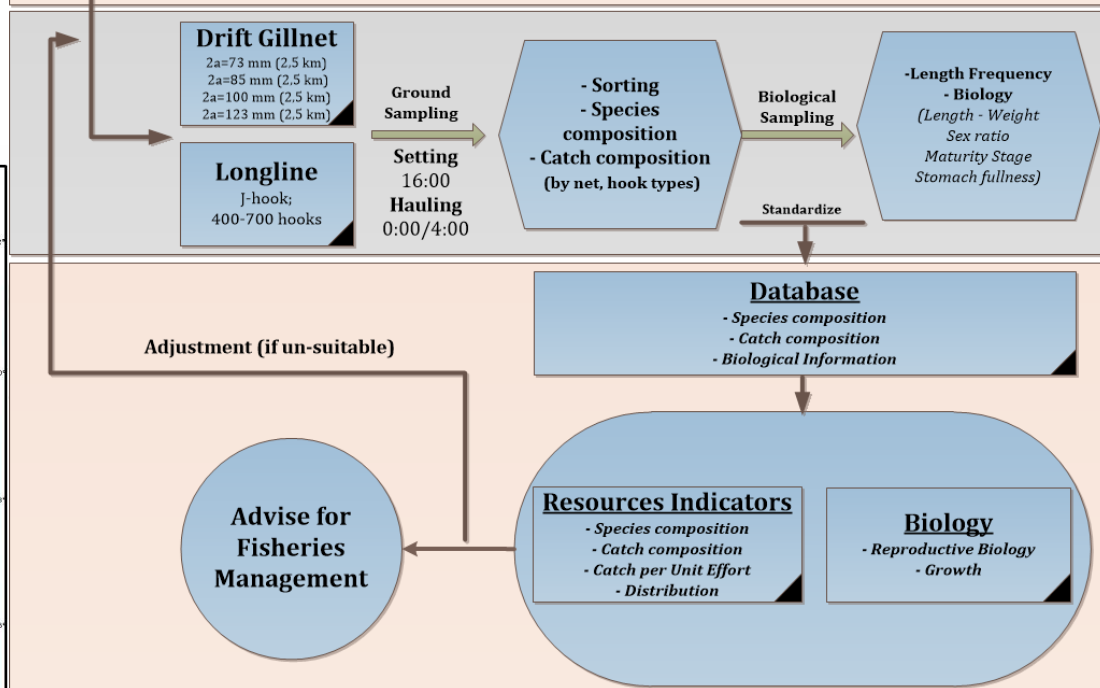 Drift Gillnet
2a=73 mm (2,5 km)
2a=85 mm (2,5 km)
2a=100 mm (2,5 km)
2a=123 mm (2,5 km)
Longline
J-hook;
400-700 hooks
Ground
Sampling
Setting
16:00
Hauling
0:00/4:00
- Sorting
- Species
composition
- Catch composition
(by net, hook types)
Biological
Sampling
-Length Frequency
- Biology
(Length - Weight
Sex ratio
Maturity Stage
Stomach fullness)
Standardize
Database
- Species composition
- Catch composition
- Biological Information
Adjustment (if un-suitable)
Resources Indicators
- Species composition
- Catch composition
- Catch per Unit Effort
- Distribution
Biology
- Reproductive Biology
- Growth
Advise for
Fisheries
Management